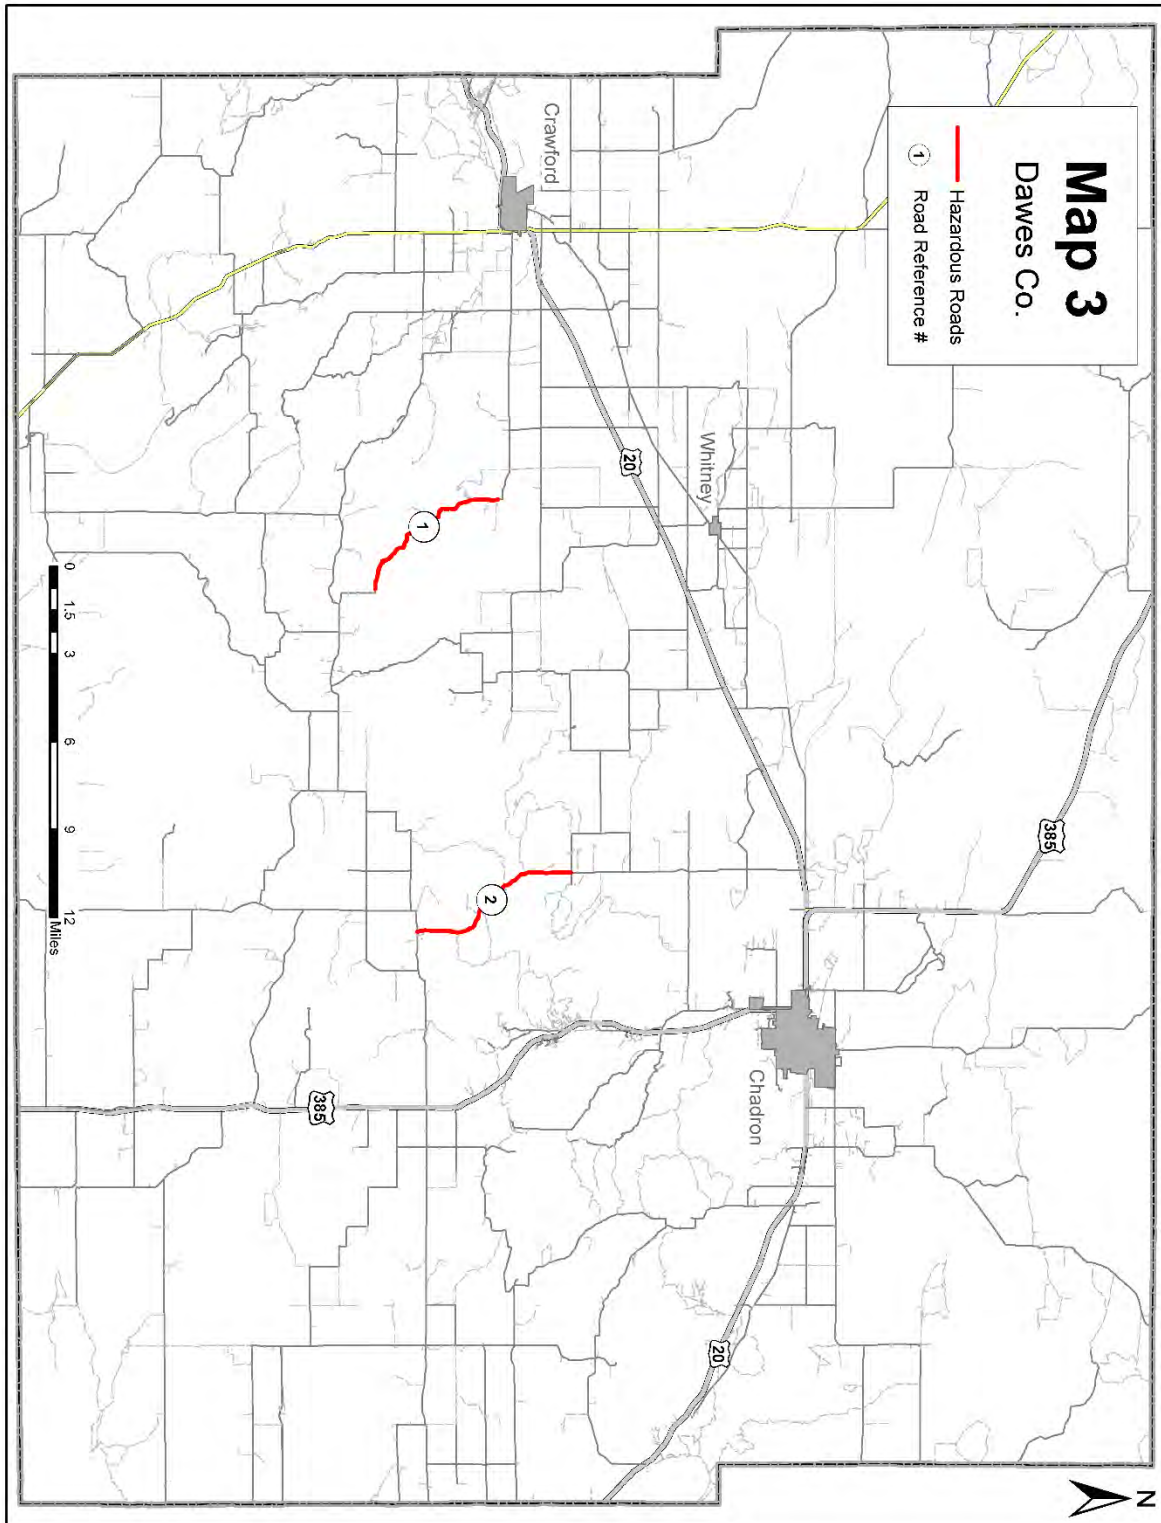 Map 3
Dawes Co.
Hazardous Roads
1 Road Reference #
N
385
Crawford
Whitney
20
Chadron
1
2
20
385
0 1.5 3 6 9 12
Miles